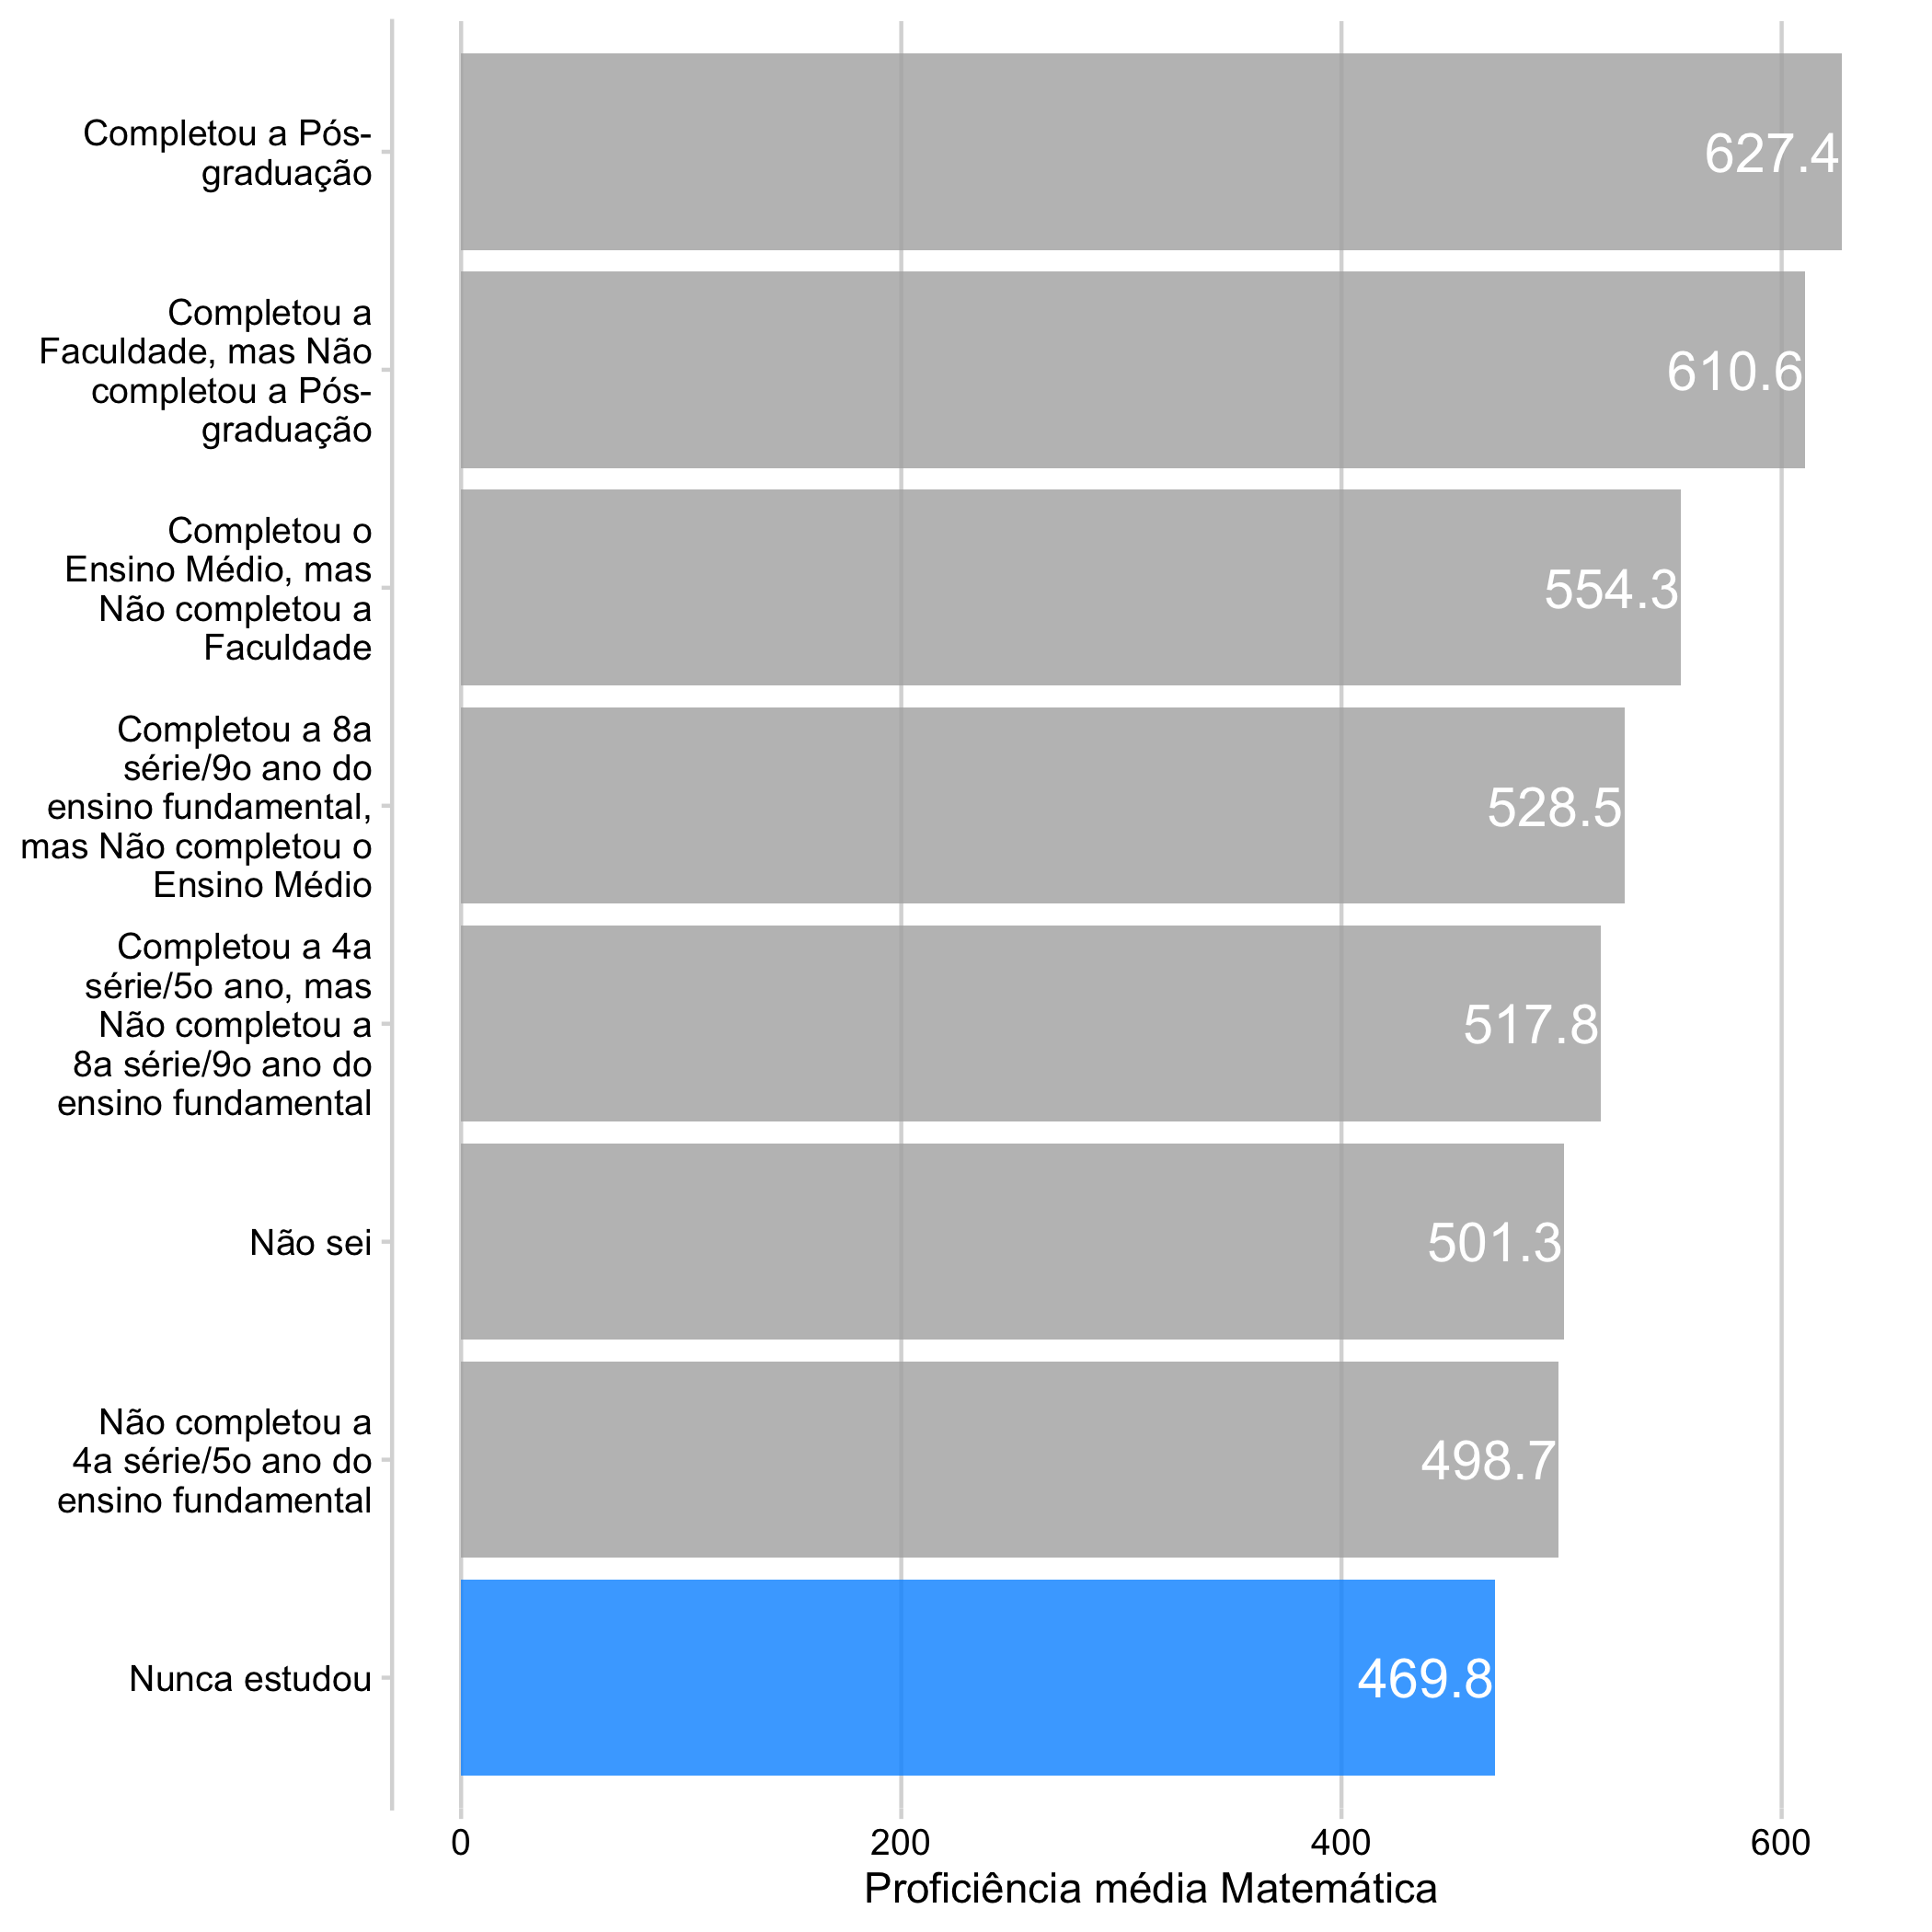 Completou a Pós-
graduação
627.4
Completou a
Faculdade, mas Não
completou a Pós-
graduação
610.6
Completou o
Ensino Médio, mas
Não completou a
Faculdade
554.3
Completou a 8a
série/9o ano do
ensino fundamental,
mas Não completou o
Ensino Médio
528.5
Completou a 4a
série/5o ano, mas
Não completou a
8a série/9o ano do
ensino fundamental
517.8
Não sei
501.3
Não completou a
4a série/5o ano do
ensino fundamental
498.7
Nunca estudou
469.8
0 200 400 600
Proficiência média Matemática